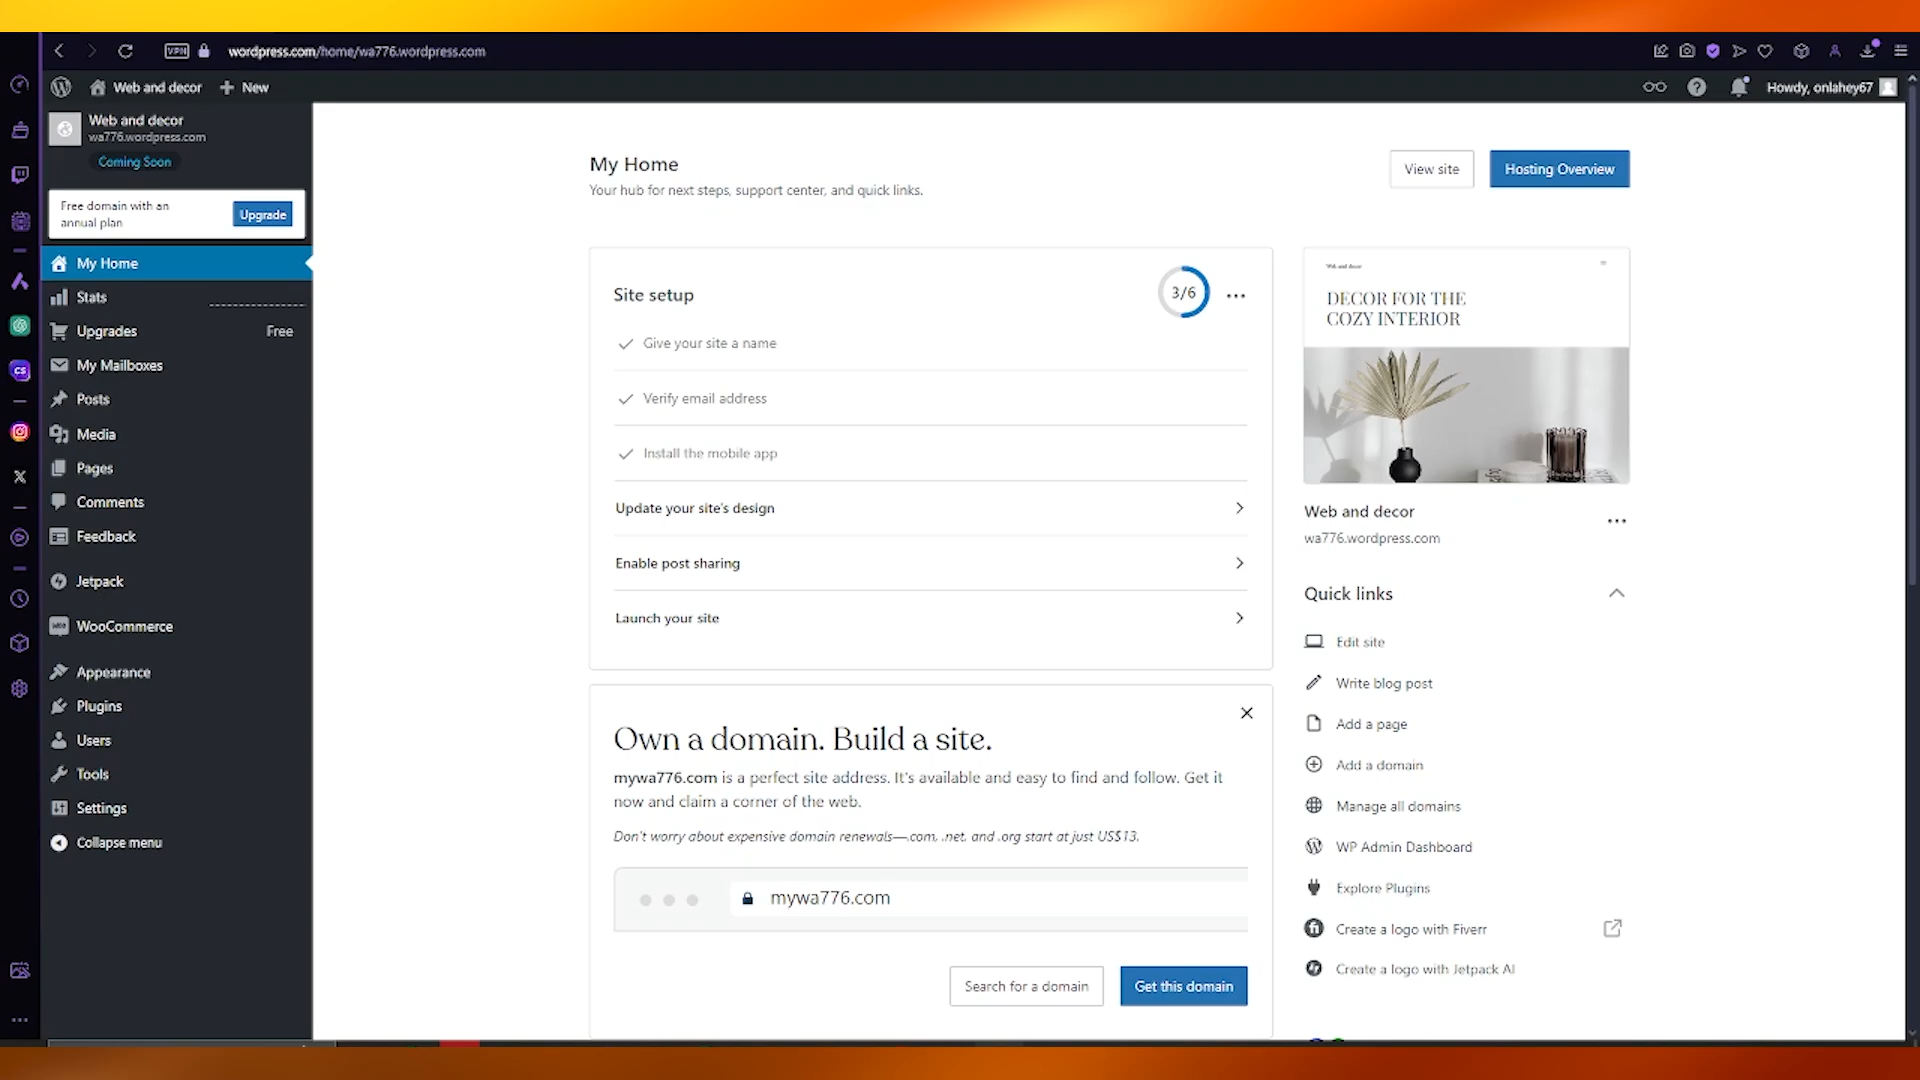 VPN
wordpress.com/home/wa776.wordpress.com
Web and decor
New
Howdy, onlahey67
Web and decor
wa776.wordpress.com
Coming Soon
Free domain with an
annual plan
Upgrade
My Home
Stats
Upgrades
Free
My Mailboxes
Posts
Media
Pages
Comments
Feedback
Jetpack
WooCommerce
Appearance
Plugins
Users
Tools
Settings
Collapse menu
My Home
Your hub for next steps, support center, and quick links.
View site
Hosting Overview
Site setup
3/6
Give your site a name
Verify email address
Install the mobile app
Update your site's design
Enable post sharing
Launch your site
Own a domain. Build a site.
mywa776.com is a perfect site address. It's available and easy to find and follow. Get it
now and claim a corner of the web.
Don't worry about expensive domain renewals—.com, .net, and .org start at just US$13.
mywa776.com
Search for a domain
Get this domain
Web and decor
DECOR FOR THE
COZY INTERIOR
Web and decor
wa776.wordpress.com
Quick links
Edit site
Write blog post
Add a page
Add a domain
Manage all domains
WP Admin Dashboard
Explore Plugins
Create a logo with Fiverr
Create a logo with Jetpack AI